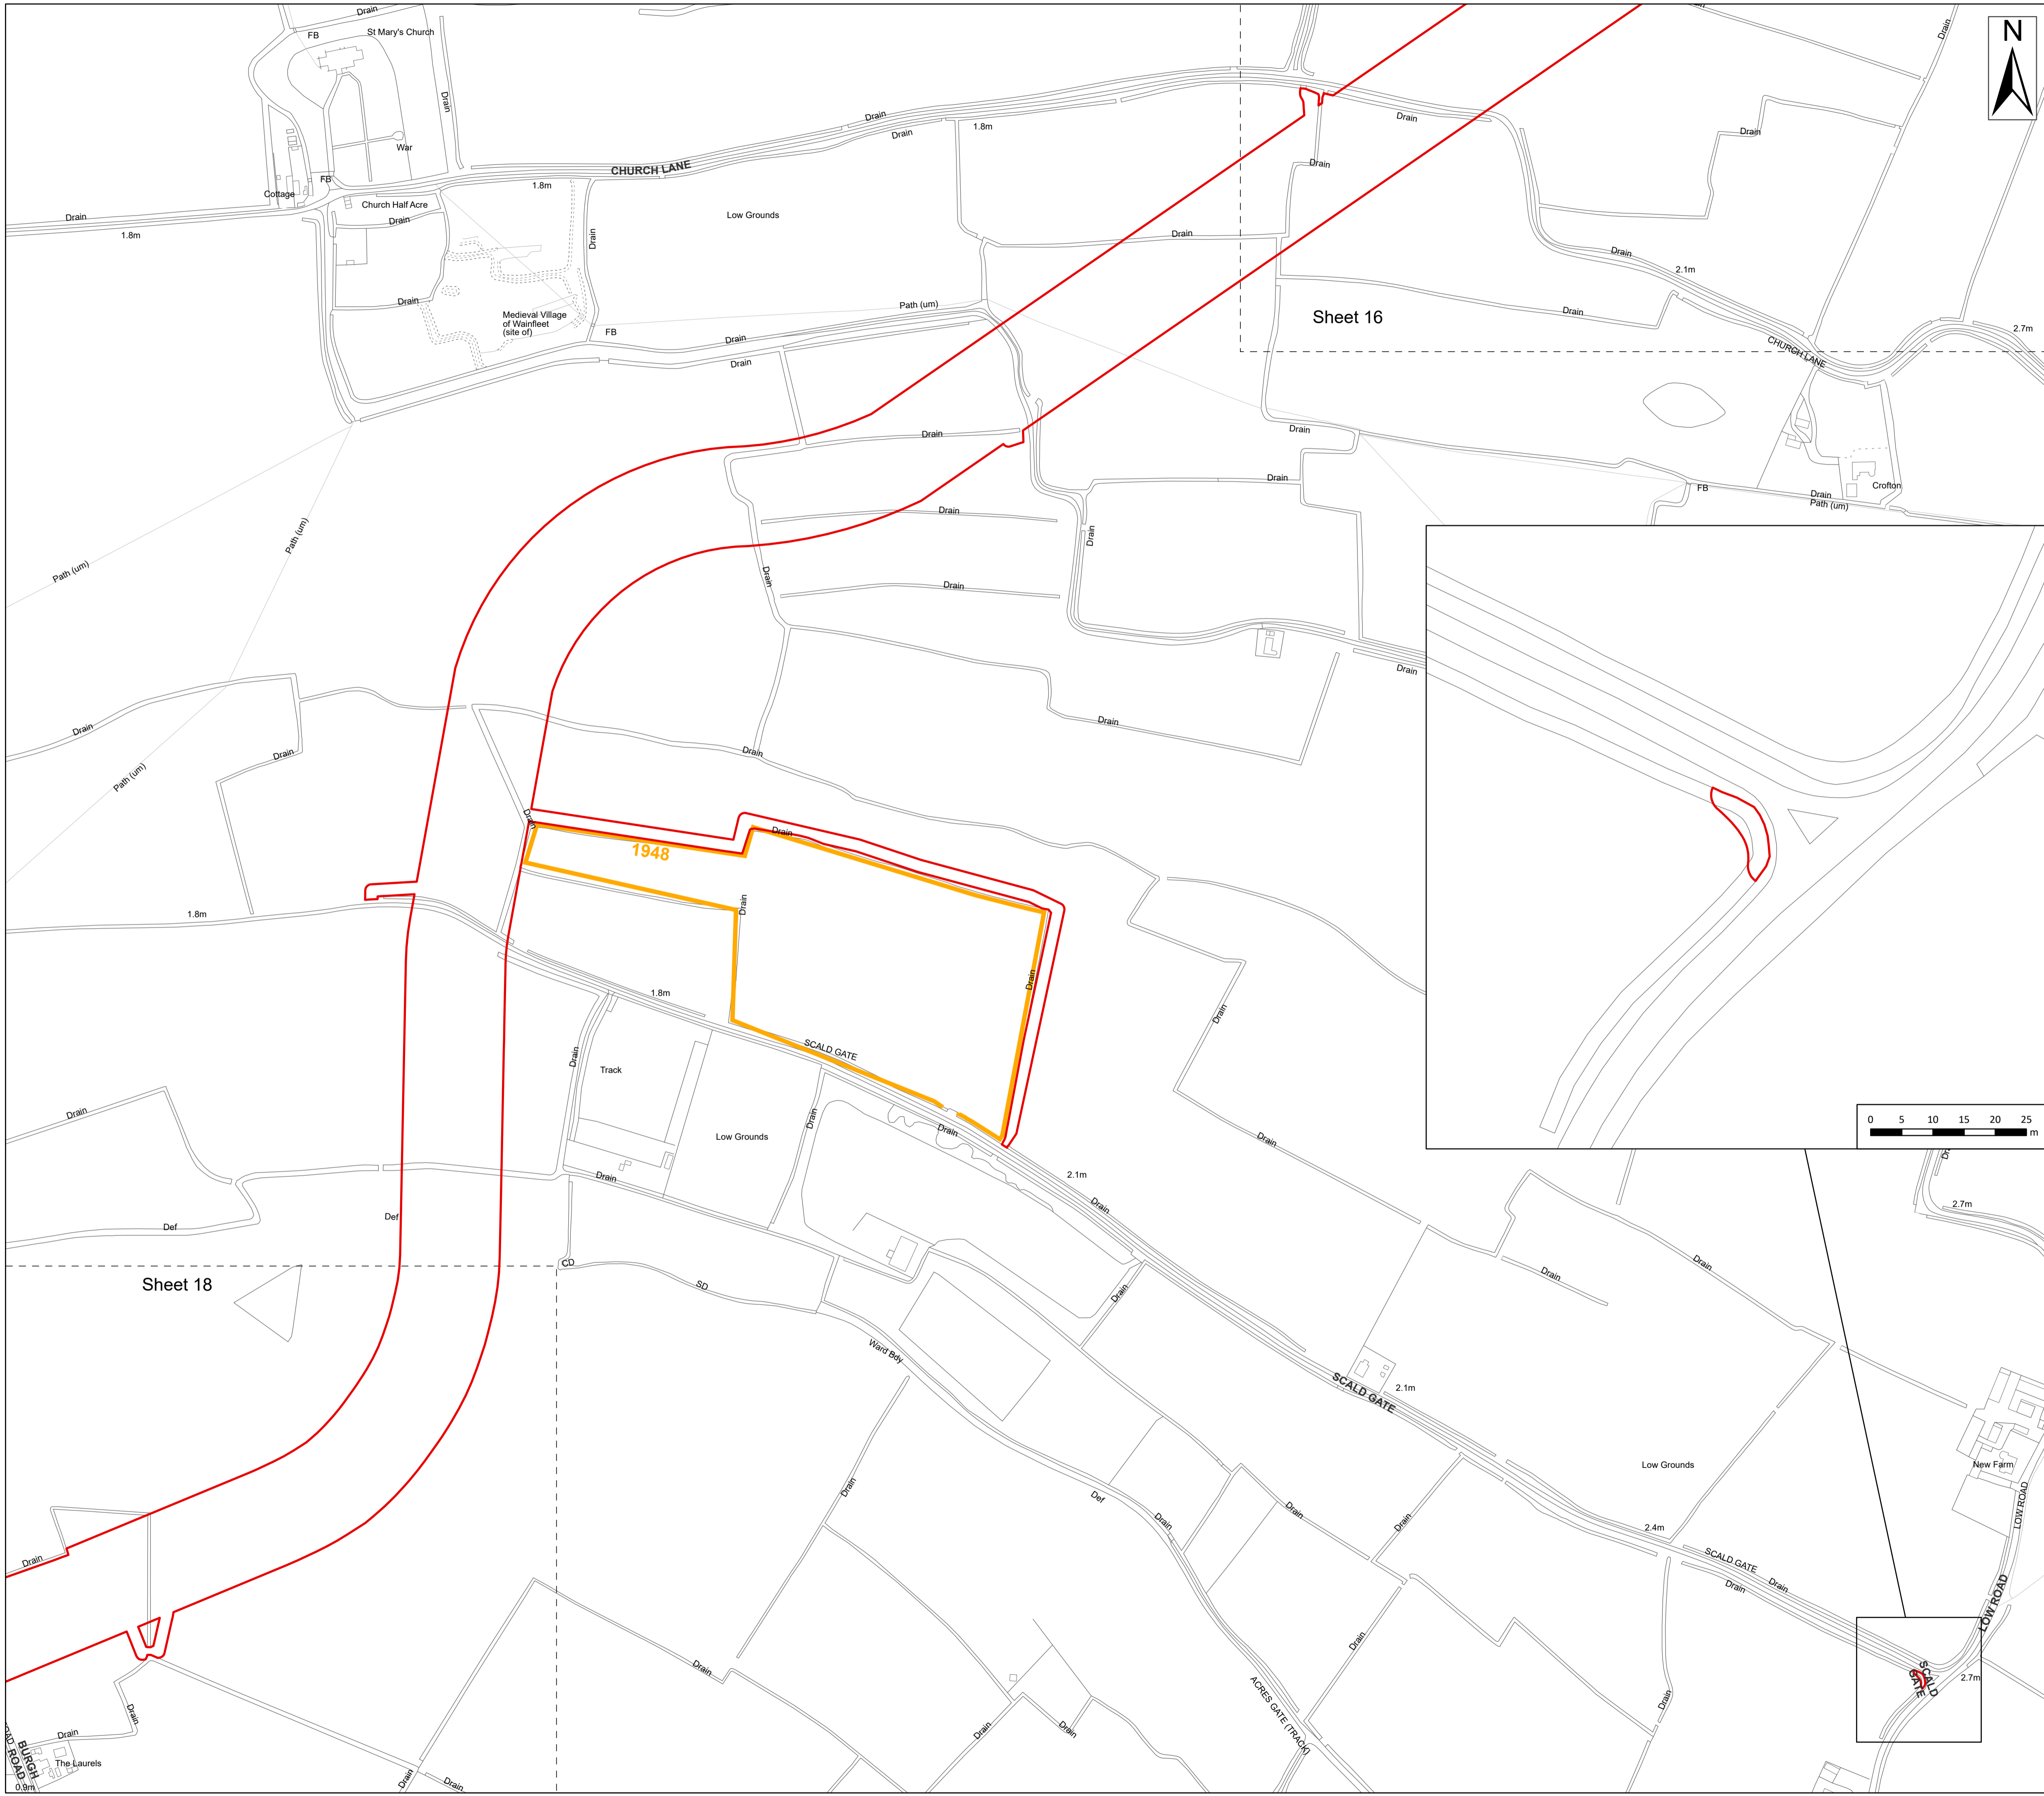 Drain
St Mary's Church
FB
N
Drain
Drain
Drain
Drain
1.8m
Drain
Drain
War
CHURCH LANE
Drain
FB
1.8m
Cottage
Church Half Acre
Drain
Low Grounds
Drain
1.8m
Drain
Drain
Drain
2.1m
Drain
Path (um)
Drain
Medieval Village
of Wainfleet
(site of)
FB
Sheet 16
2.7m
Drain
CHURCH LANE
Drain
Drain
Drain
Drain
Crofton
FB
Drain
Path (um)
Drain
Path (um)
Drain
Path (um)
Drain
Drain
Drain
Drain
Drain
Drain
Drain
Path (um)
Drain
Drain
1948
Drain
1.8m
Drain
1.8m
Drain
SCALD GATE
Drain
Track
Drain
0 5 10 15 20 25
m
Drain
Drain
Low Grounds
Drain
Drain
2.1m
Drain
Drain
2.7m
Def
Def
Drain
CD
Sheet 18
SD
Drain
Drain
Ward Bdy
SCALD GATE
2.1m
Low Grounds
New Farm
LOW ROAD
Drain
Def
Drain
Drain
Drain
2.4m
SCALD GATE
Drain
Drain
Drain
LOW ROAD
Drain
Drain
SCALD
GATE
2.7m
Drain
ACRES GATE (TRACK)
Drain
Drain
Drain
Drain
BURGH
ROAD
The Laurels
0.9m
Drain
Drain